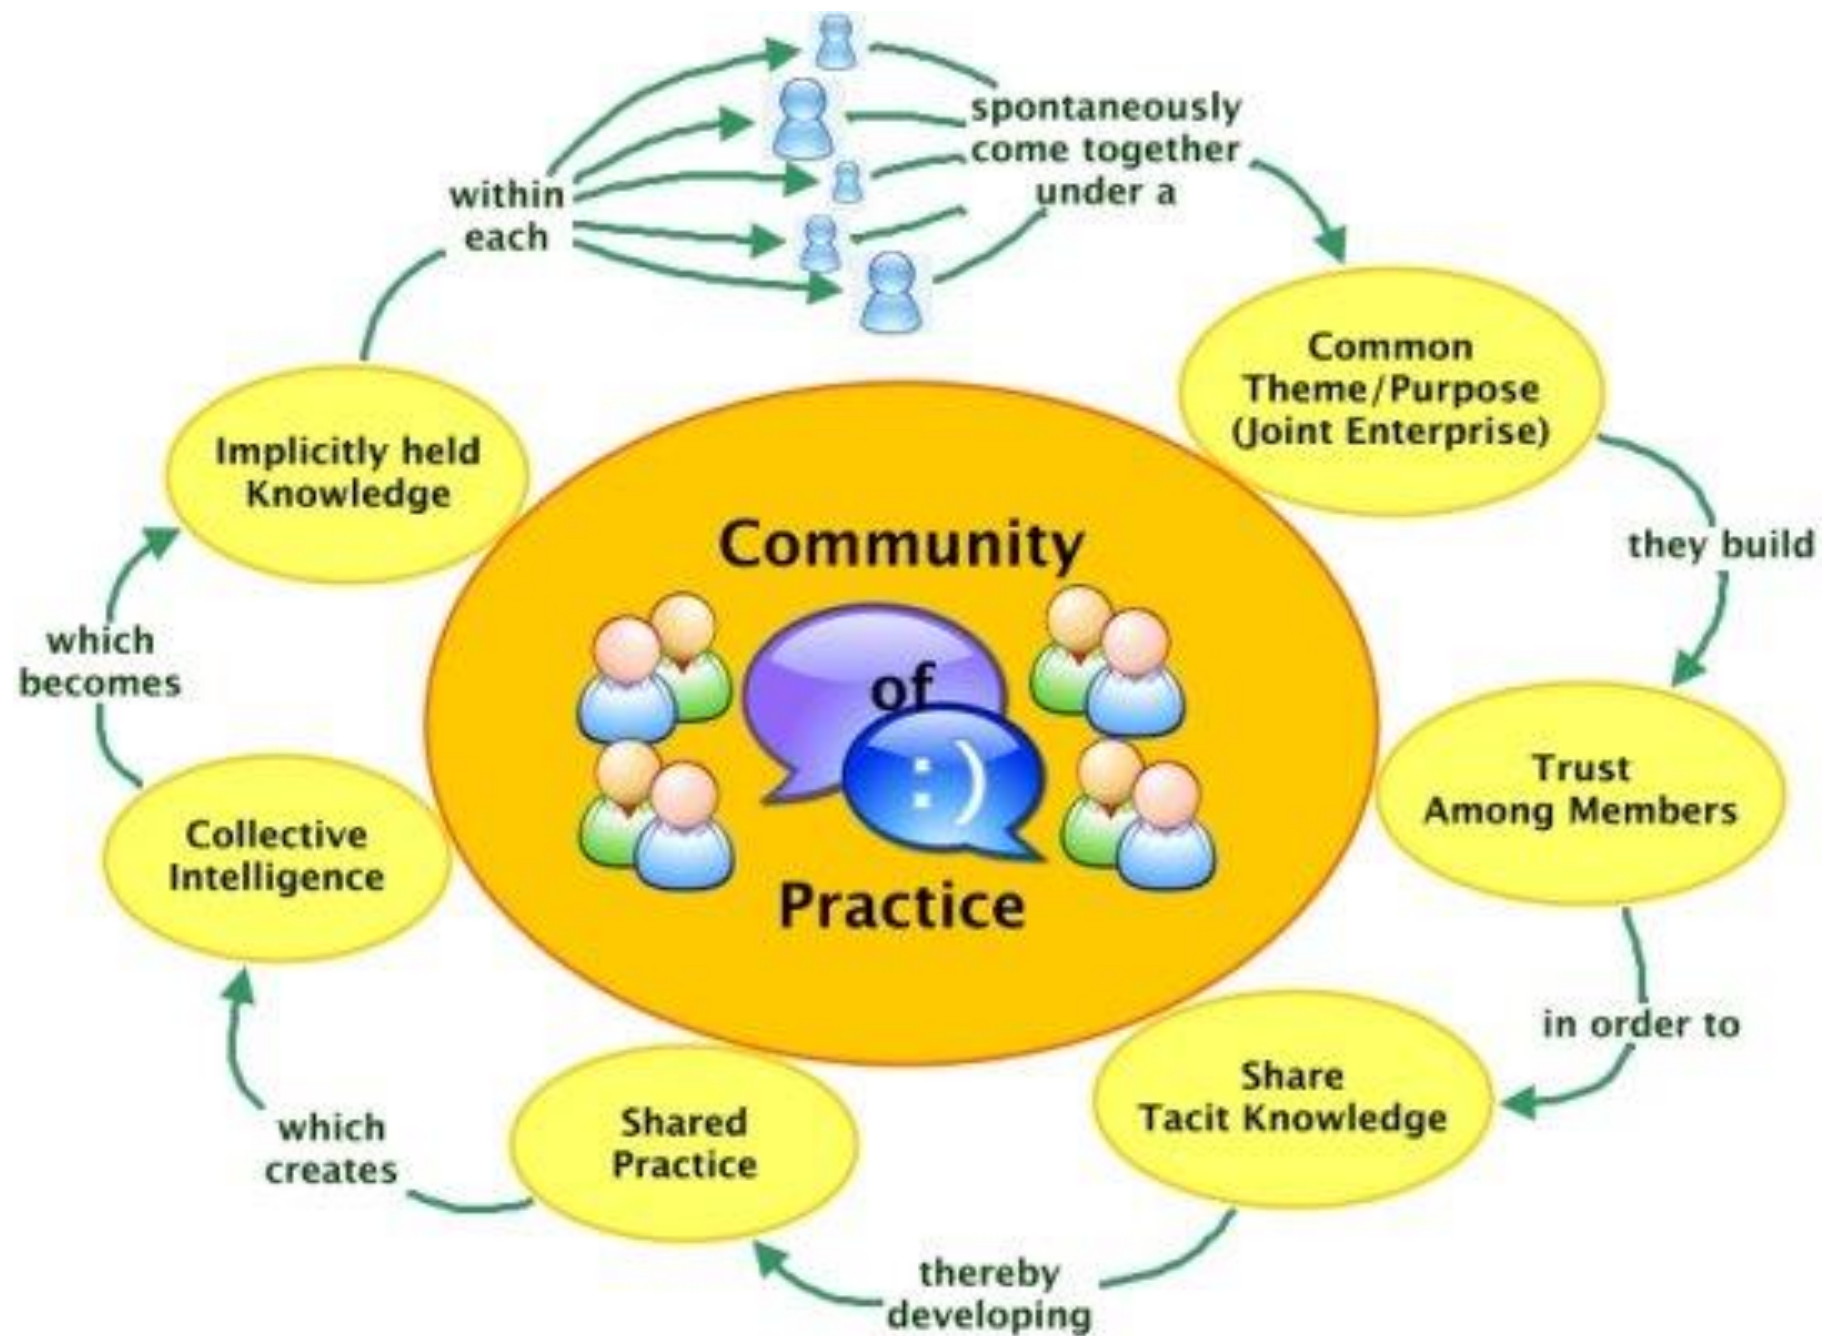 within
each
spontaneously
come together
under a
Common
Theme/Purpose
(Joint Enterprise)
they build
Trust
Among Members
in order to
Share
Tacit Knowledge
thereby
developing
Shared
Practice
which
creates
Collective
Intelligence
which
becomes
Implicitly held
Knowledge
Community
of
:)
Practice